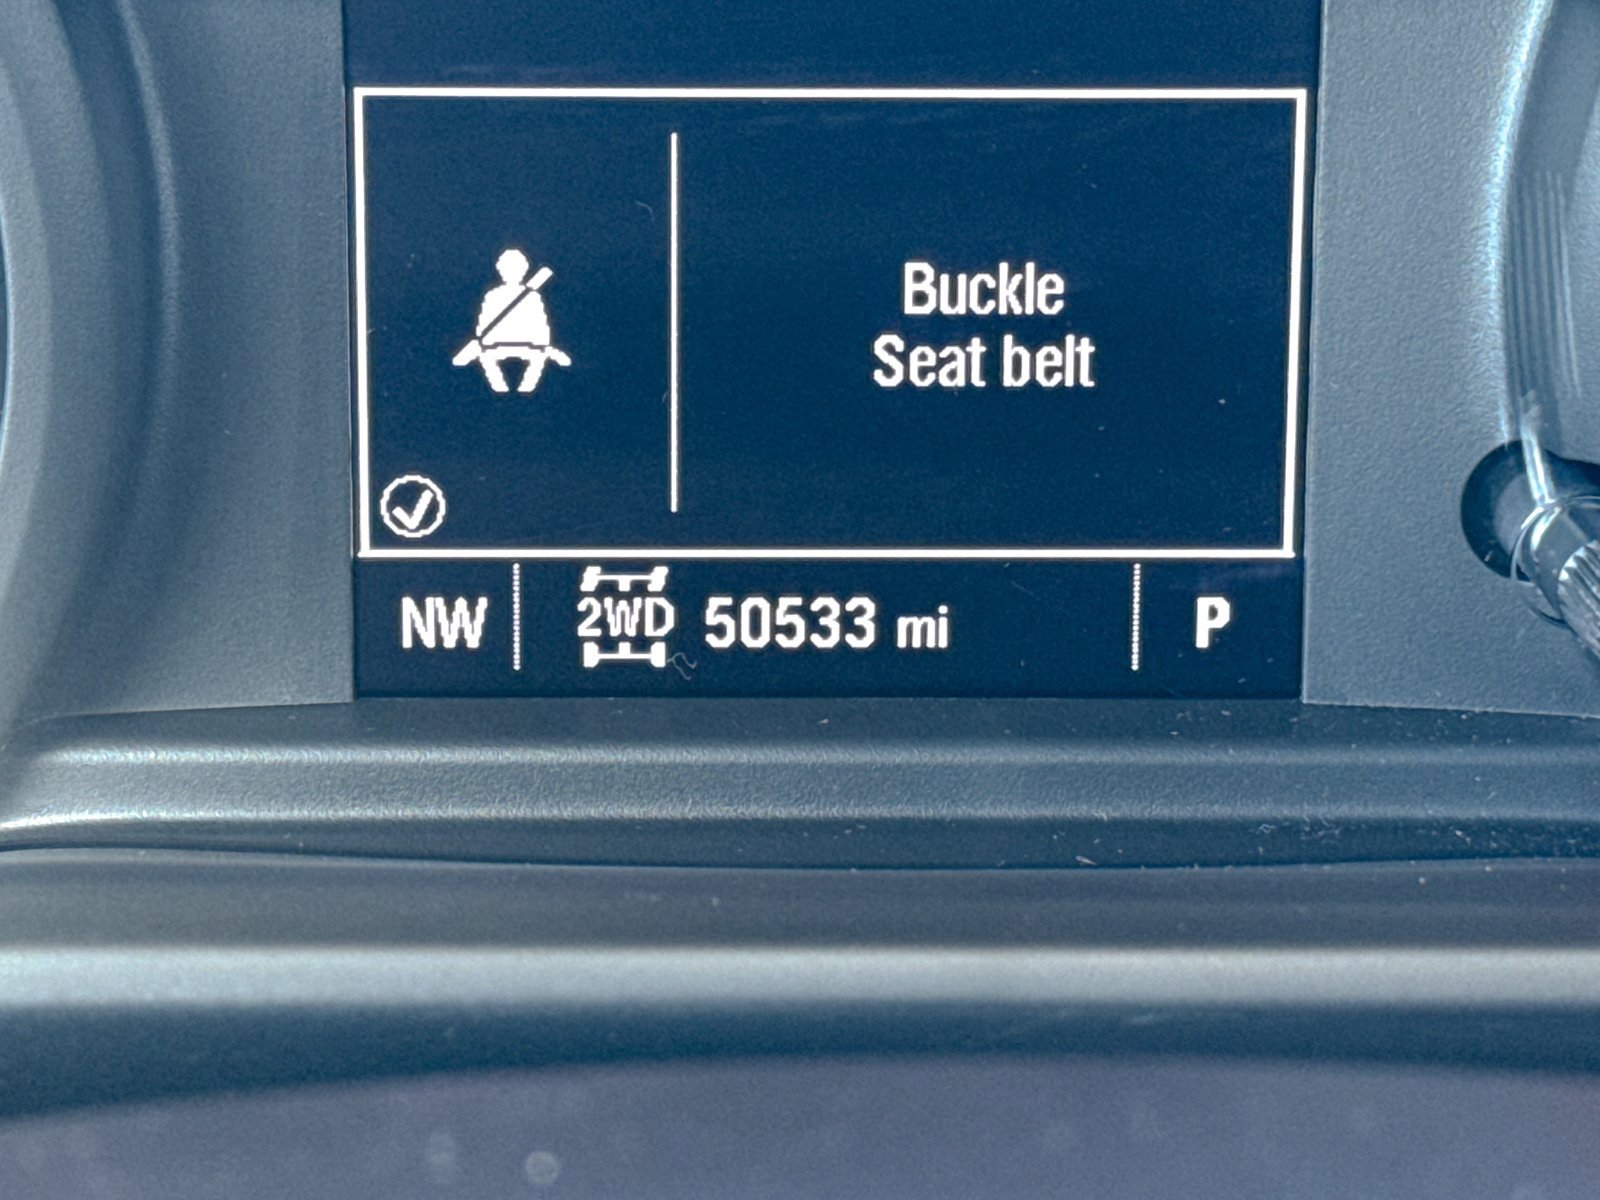 Buckle
Seat belt
NW 2WD 50533 mi P